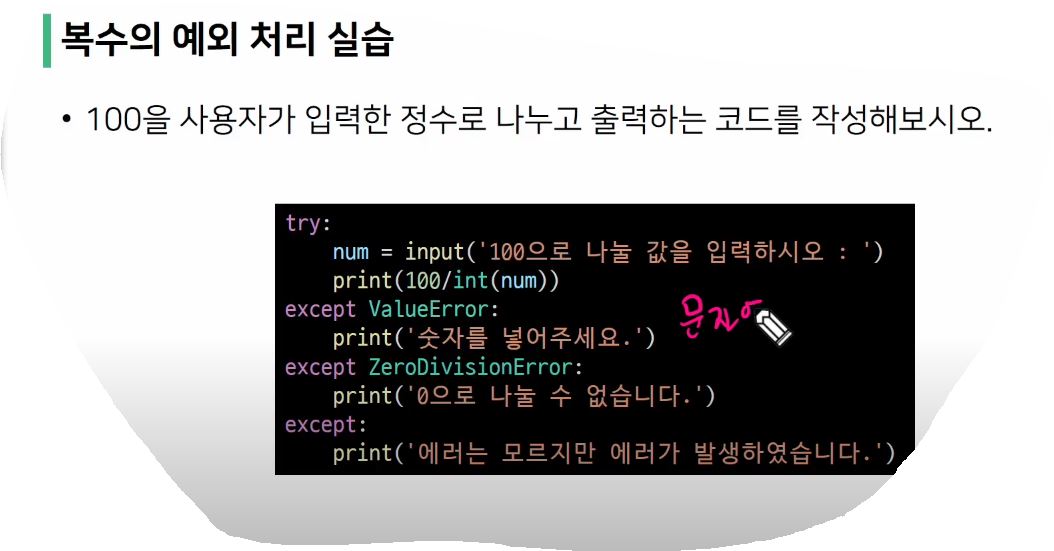 복수의 예외 처리 실습
• 100을 사용자가 입력한 정수로 나누고 출력하는 코드를 작성해보시오.
try:
    num = input('100으로 나눌 값을 입력하시오 : ')
    print(100/int(num))
except ValueError:
    print('숫자를 넣어주세요.')
문자
except ZeroDivisionError:
    print('0으로 나눌 수 없습니다.')
except:
    print('에러는 모르지만 에러가 발생하였습니다.')